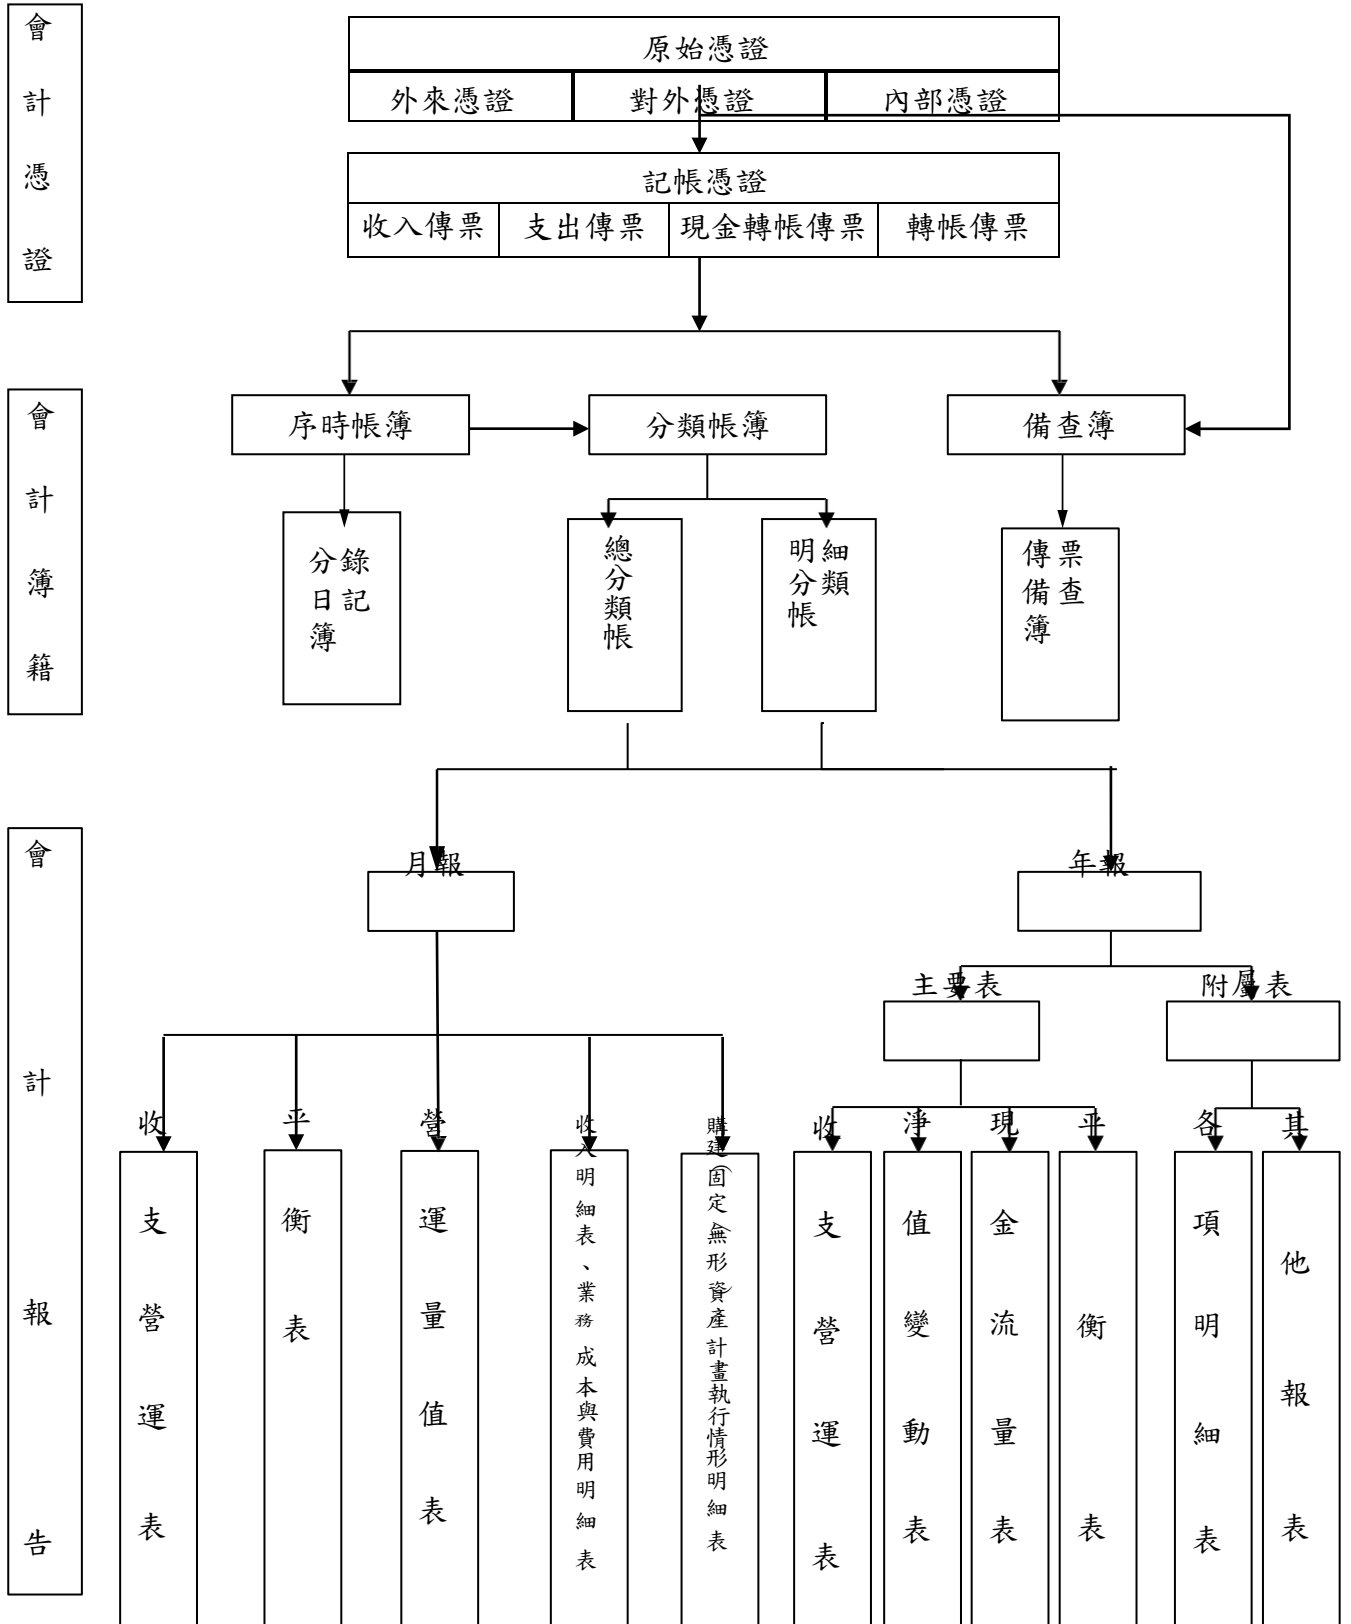 會計憑證
原始憑證
外來憑證
對外憑證
內部憑證
記帳憑證
收入傳票
支出傳票
現金轉帳傳票
轉帳傳票
會計簿籍
序時帳簿
分類帳簿
備查簿
分錄
日記
簿
總分類帳
明細
分類
帳
傳票
備查
簿
會計報告
月報
年報
主要表
附屬表
收支營運表
平衡表
營運量值表
收入明細表、業務成本與費用明細表
購建(固定無形)資產計畫執行情形明細表
收支營運表
淨值變動表
現金流量表
平衡表
各項明細表
其他報表